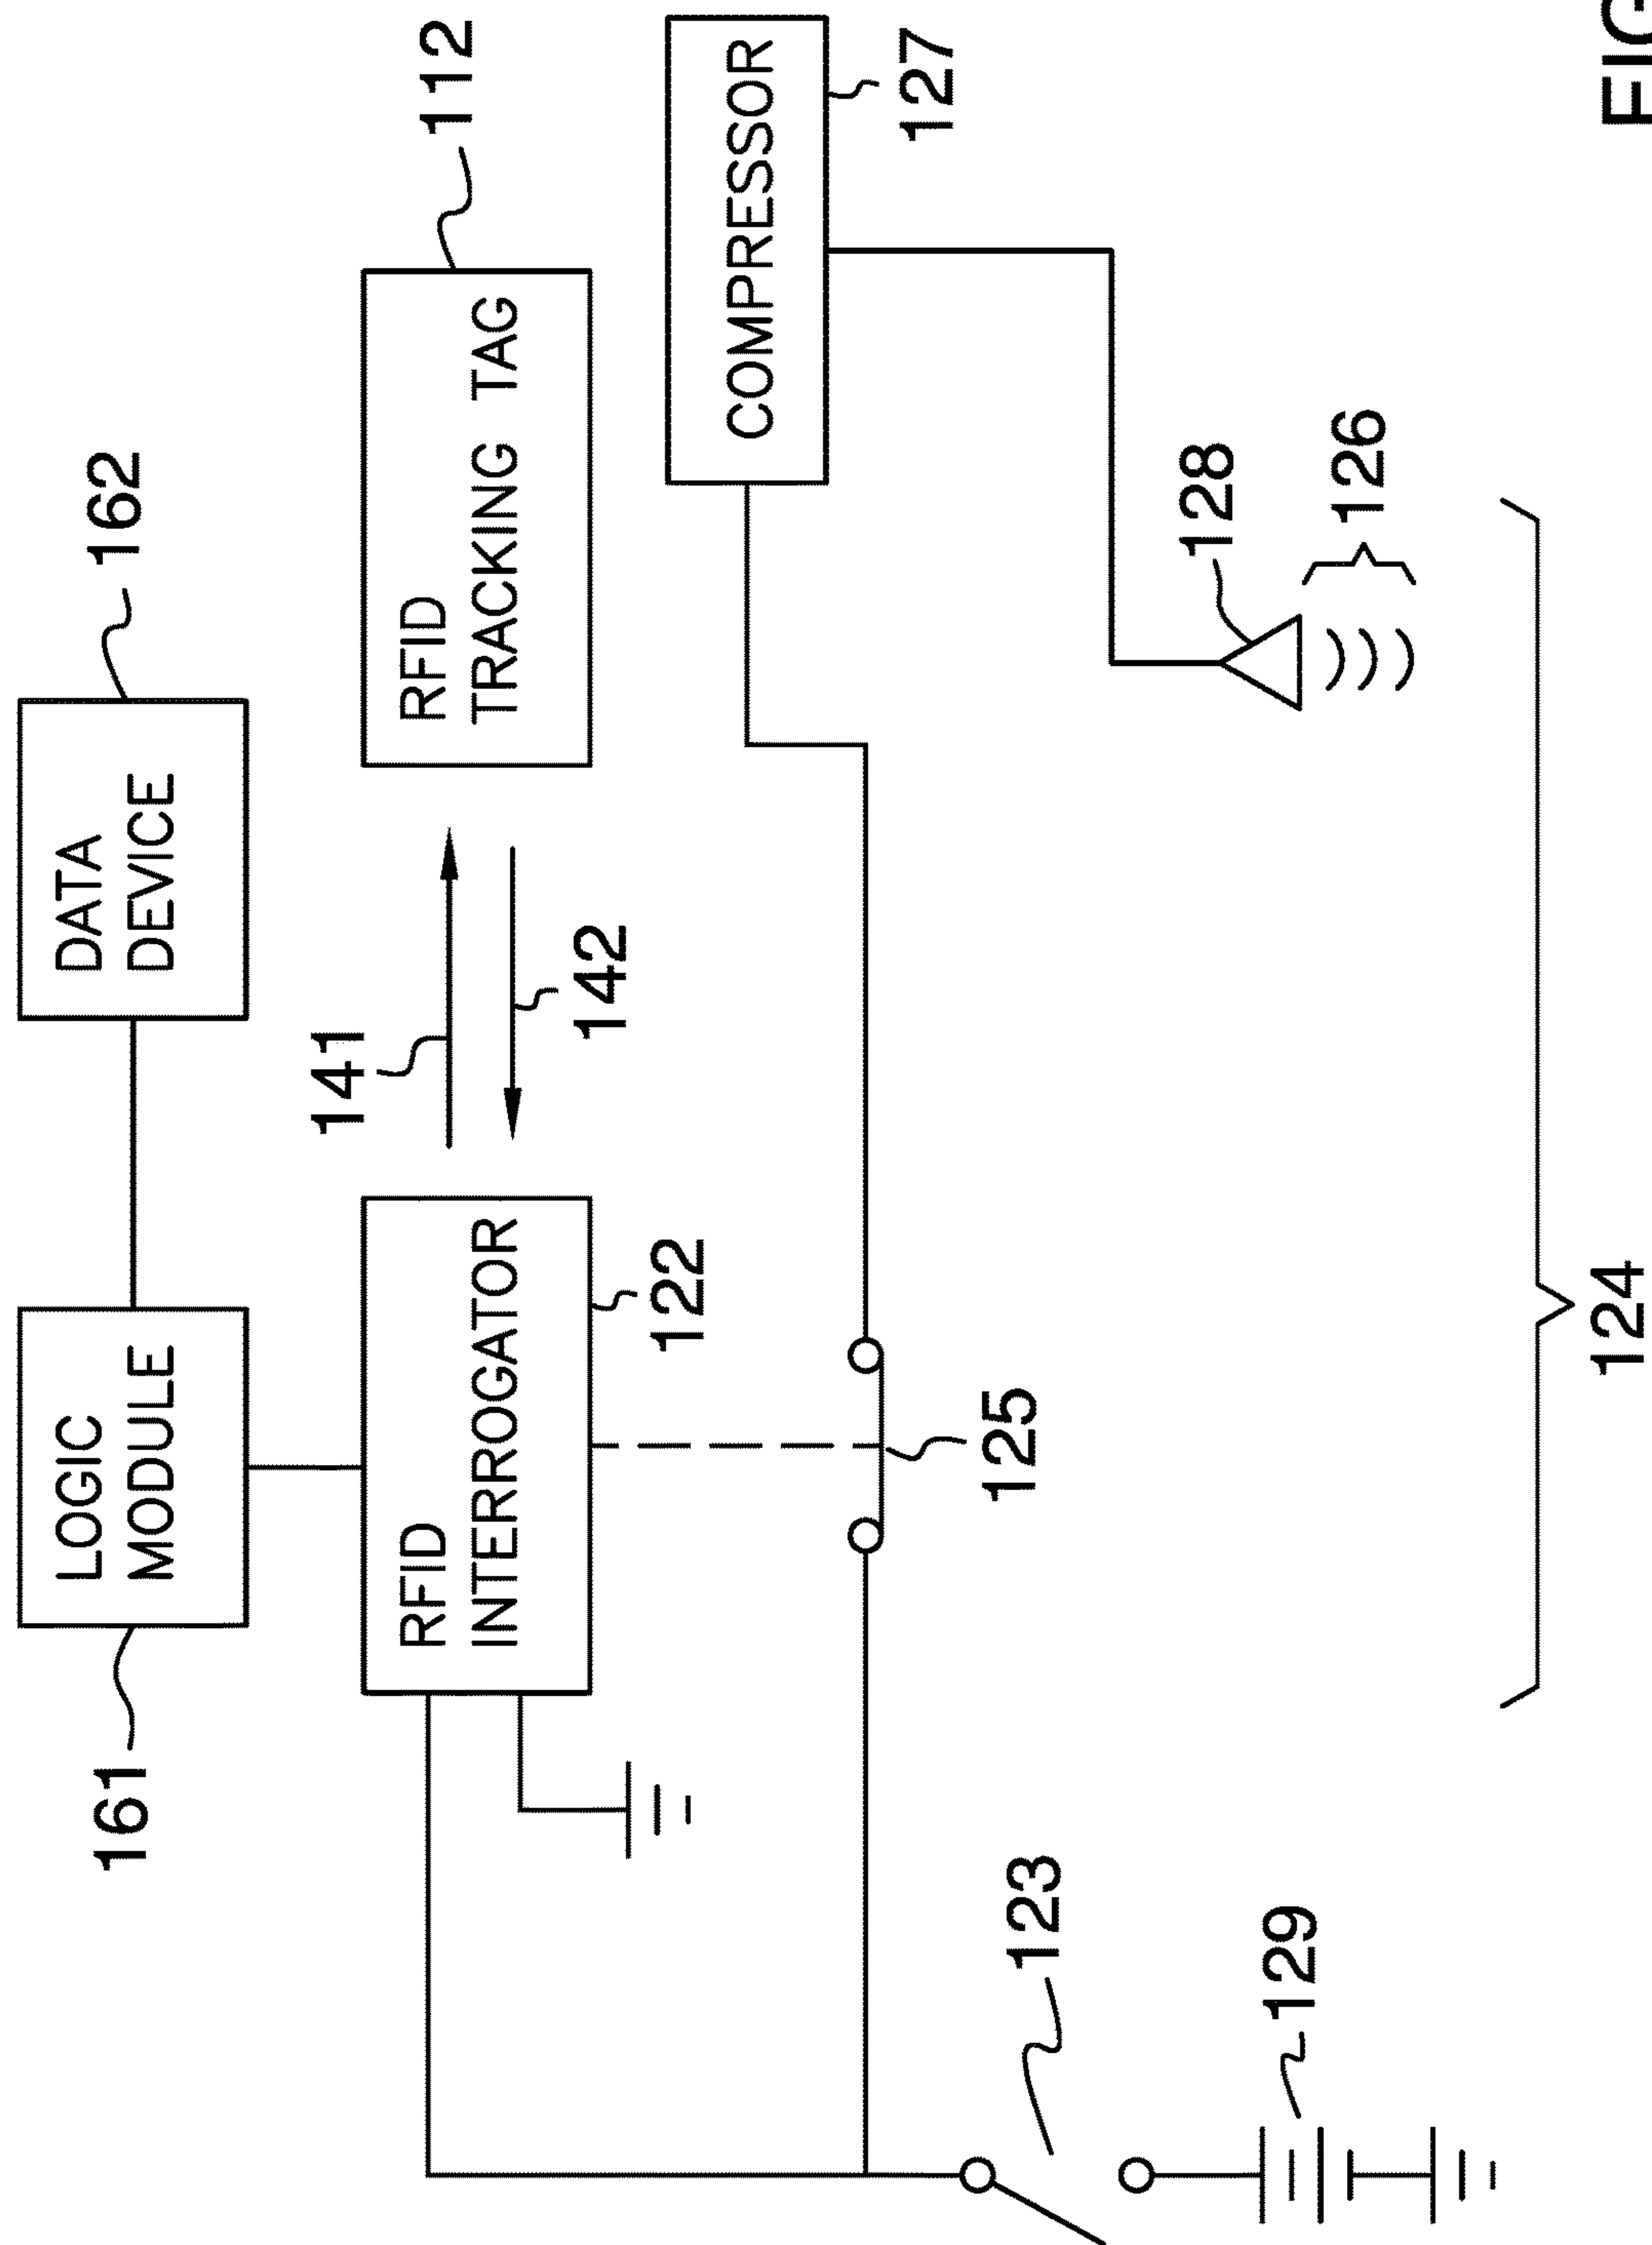 161
LOGIC
MODULE
DATA
DEVICE
162
RFID
INTERROGATOR
122
141
142
RFID
TRACKING TAG
112
COMPRESSOR
127
125
123
129
128
126
124
FIG